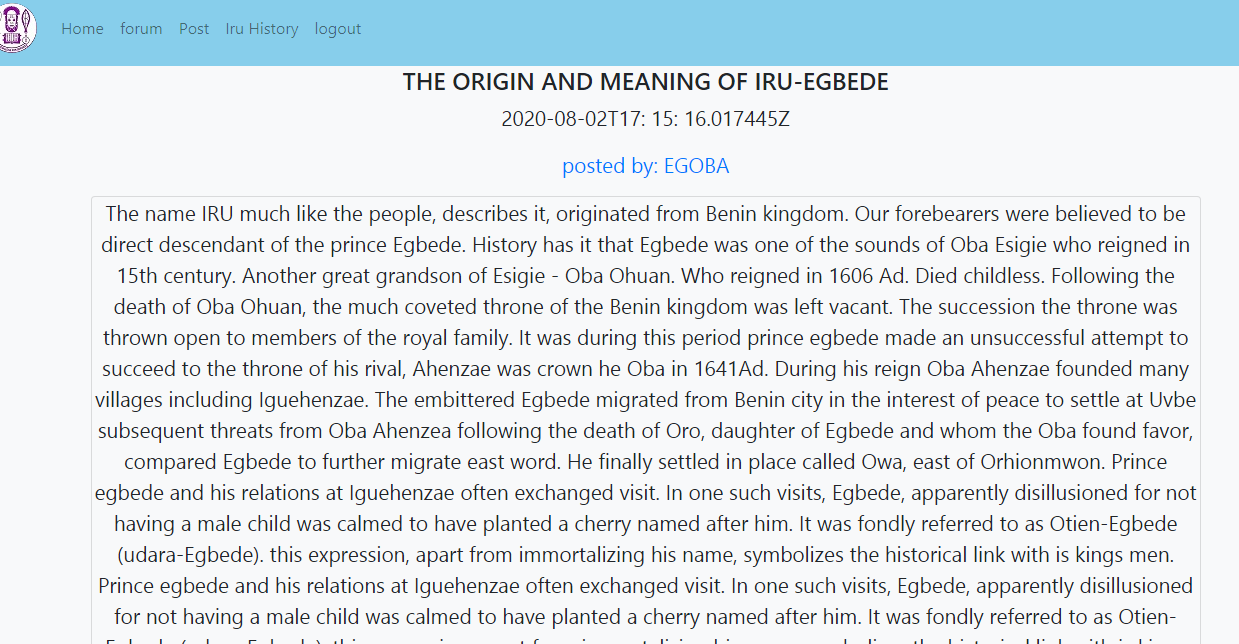 Home forum Post Iru History logout
THE ORIGIN AND MEANING OF IRU-EGBEDE
2020-08-02T17: 15: 16.017445Z
posted by: EGOBA
The name IRU much like the people, describes it, originated from Benin kingdom. Our forebearers were believed to be
direct descendant of the prince Egbede. History has it that Egbede was one of the sounds of Oba Esigie who reigned in
15th century. Another great grandson of Esigie - Oba Ohuan. Who reigned in 1606 Ad. Died childless. Following the
death of Oba Ohuan, the much coveted throne of the Benin kingdom was left vacant. The succession the throne was
thrown open to members of the royal family. It was during this period prince egbede made an unsuccessful attempt to
succeed to the throne of his rival, Ahenzae was crown he Oba in 1641Ad. During his reign Oba Ahenzae founded many
villages including Iguehenzae. The embittered Egbede migrated from Benin city in the interest of peace to settle at Uvbe
subsequent threats from Oba Ahenzea following the death of Oro, daughter of Egbede and whom the Oba found favor,
compared Egbede to further migrate east word. He finally settled in place called Owa, east of Orhionmwon. Prince
egbede and his relations at Iguehenzae often exchanged visit. In one such visits, Egbede, apparently disillusioned for not
having a male child was calmed to have planted a cherry named after him. It was fondly referred to as Otien-Egbede
(udara-Egbede). this expression, apart from immortalizing his name, symbolizes the historical link with is kings men.
Prince egbede and his relations at Iguehenzae often exchanged visit. In one such visits, Egbede, apparently disillusioned
for not having a male child was calmed to have planted a cherry named after him. It was fondly referred to as Otien-